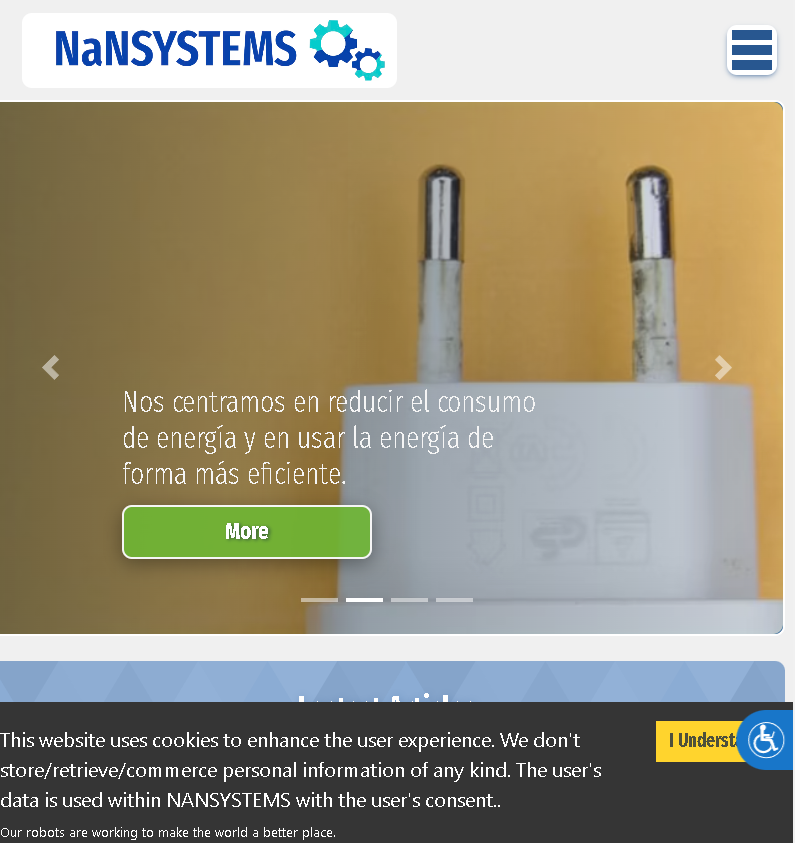 NaNSYSTEMS
Nos centramos en reducir el consumo
de energía y en usar la energía de
forma más eficiente.
More
This website uses cookies to enhance the user experience. We don't
I Underst
store/retrieve/commerce personal information of any kind. The user's
data is used within NANSYSTEMS with the user's consent..
Our robots are working to make the world a better place.